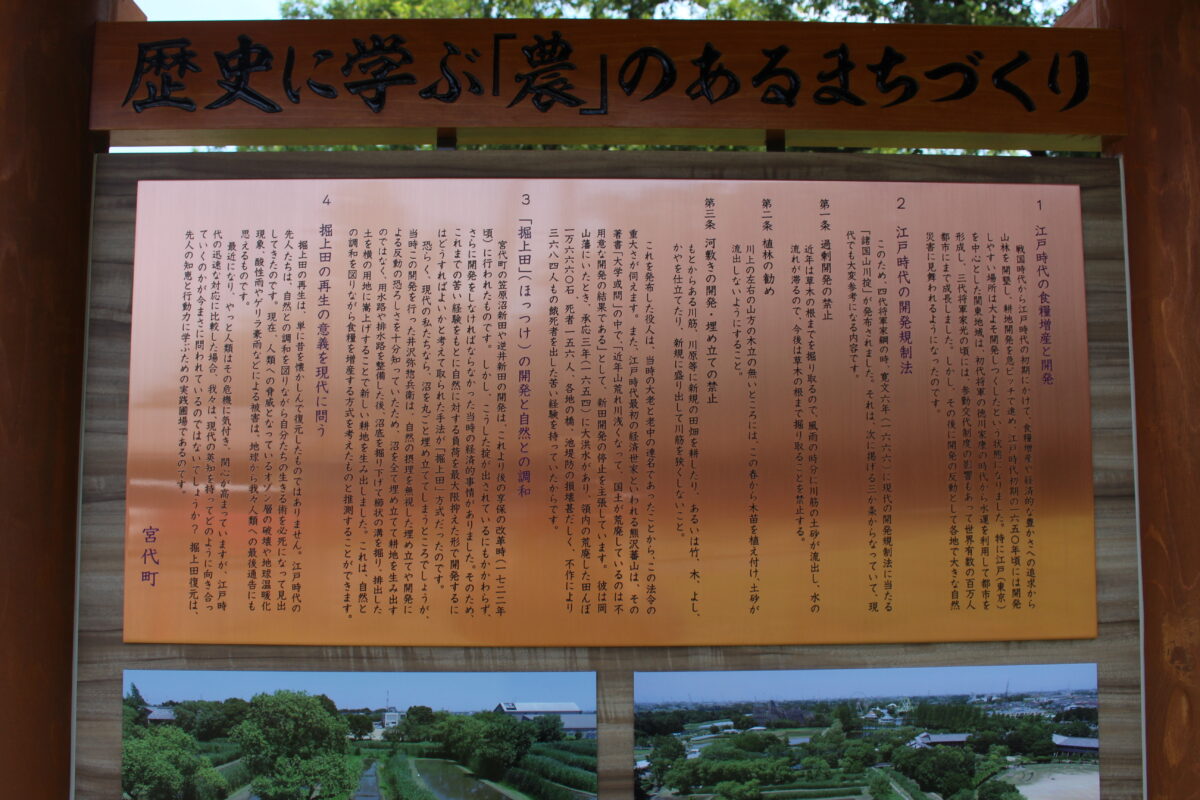 歴史に学ぶ「農」のあるまちづくり
1 江戸時代の食糧増産と開発
戦国時代から江戸時代の初期にかけて、食糧増産や経済的な豊かさへの追求から
山林を開墾し、耕地開発を急ピッチで進め、江戸時代初期の一六五〇年頃には開発
しやすい場所は大よそ開発しつくしたという状態になりました。特に江戸(東京)
を中心とした関東地域は、初代将軍の徳川家康の時代から水運を利用して都市を
形成し、三代将軍家光の頃には、参勤交代制度の影響もあって世界有数の百万人
都市にまで成長しました。しかし、その後に開発の反動として各地で大きな自然
災害に見舞われるようになったのです。
2 江戸時代の開発規制法
このため、四代将軍家綱の時、寛文六年(一六六六)に現代の開発規制法に当たる
「諸国山川掟」が発布されました。それは、次に掲げる三か条からなっていて、現
代でも大変参考になる内容です。
第一条 過剰開発の禁止
近年は草木の根までを掘り取るので、風雨の時分に川筋の土砂が流出し、水の
流れが滞るので、今後は草木の根まで掘り取ることを禁止する。
第二条 植林の勧め
川上の左右の山方の木立の無いところには、この春から木苗を植え付け、土砂が
流出しないようにすること。
第三条 河敷きの開発・埋め立ての禁止
もとからある川筋、川原等に新規の田畑を耕したり、あるいは竹、木、よし、
かやを仕立てたり、新規に盛り出して川筋を狭くしないこと。
これを発布した役人は、当時の大老と老中の連名であったことから、この法令の
重大さが伺えます。また、江戸時代最初の経済世家といわれる熊沢蕃山は、その
著書「大学或問」の中で、「近年山荒れ川浅くなって、国土が荒廃しているのは不
用意な開発の結果である」として、新田開発の停止を主張しています。彼は岡
山藩にいたとき、承応三年(一六五四)に大洪水があり、領内の荒廃した田んぼ
一万六六〇石、死者一五六人、各地の橋、池堤防の損壊甚だしく、不作により
三六八四人もの餓死者を出した苦い経験を持っていたからです。
3 「掘上田」(ほっつけ)の開発と自然との調和
宮代町の笠原沼新田や逆井新田の開発は、これより後の享保の改革時(一七二二年
頃)に行われたものです。しかし、こうした掟が出されているにもかかわらず、
さらに開発をしなければならなかった当時の経済的事情がありました。そのため、
これまでの苦い経験をもとに自然に対する負荷を最大限抑えた形で開発するに
はどうすればよいかと考えて取られた手法が「掘上田」方式だったのです。
恐らく、現代の私たちなら、沼を丸ごと埋め立ててしまうところでしょうが、
当時この開発を行った井沢弥惣兵衛は、自然の摂理を無視した埋め立てや開発に
よる反動の恐ろしさを十分知っていたため、沼を全て埋め立てて耕地を生み出す
のではなく、用水路や排水路を整備した後、沼底を掘り下げて櫛状の溝を掘り、排出した
土を横の用地に嵩上げすることで新しい耕地を生み出しました。これは、自然と
の調和を図りながら食糧を増産する方式を考えたものと推測することができます。
4 掘上田の再生の意義を現代に問う
掘上田の再生は、単に昔を懐かしんで復元したものではありません。江戸時代の
先人たちは、自然との調和を図りながら自分たちの生きる術を必死になって見出
してきたのです。現在、人類への脅威となっているオゾン層の破壊や地球温暖化
現象、酸性雨やゲリラ豪雨などによる被害は、地球から我々人類への最後通告にも
思えるものです。
最近になり、やっと人類はその危機に気付き、関心が高まっていますが、江戸時
代の迅速な対応に比較した場合、我々は、現代の英知を持ってどのように向き合っ
ていくのかが今まさに問われているのではないでしょうか?掘上田復元は、
先人の知恵と行動力に学ぶための実践圃場であるのです。
宮代町